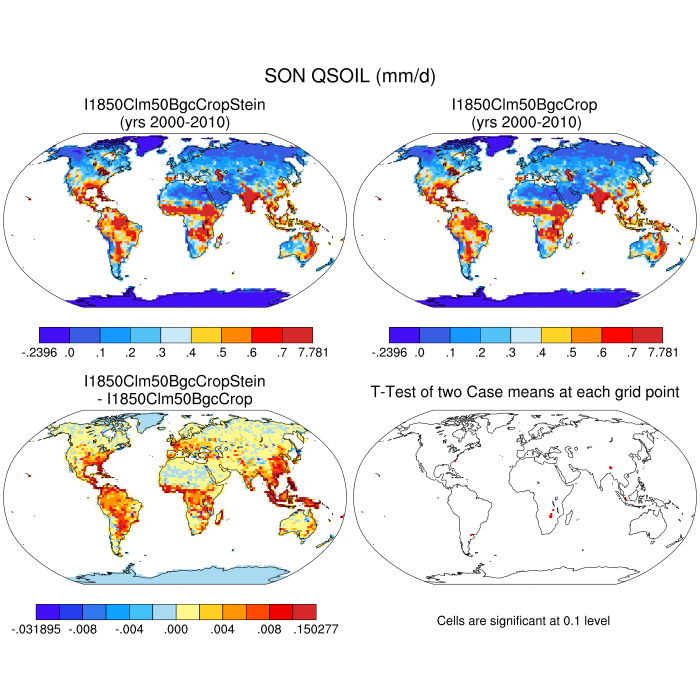 SON QSOIL (mm/d)
I1850Clm50BgcCropStein
(yrs 2000-2010)
I1850Clm50BgcCrop
(yrs 2000-2010)
-.2396 .0 .1 .2 .3 .4 .5 .6 .7 7.781
-.2396 .0 .1 .2 .3 .4 .5 .6 .7 7.781
I1850Clm50BgcCropStein
- I1850Clm50BgcCrop
T-Test of two Case means at each grid point
-.031895 -.008 -.004 .000 .004 .008 .150277
Cells are significant at 0.1 level